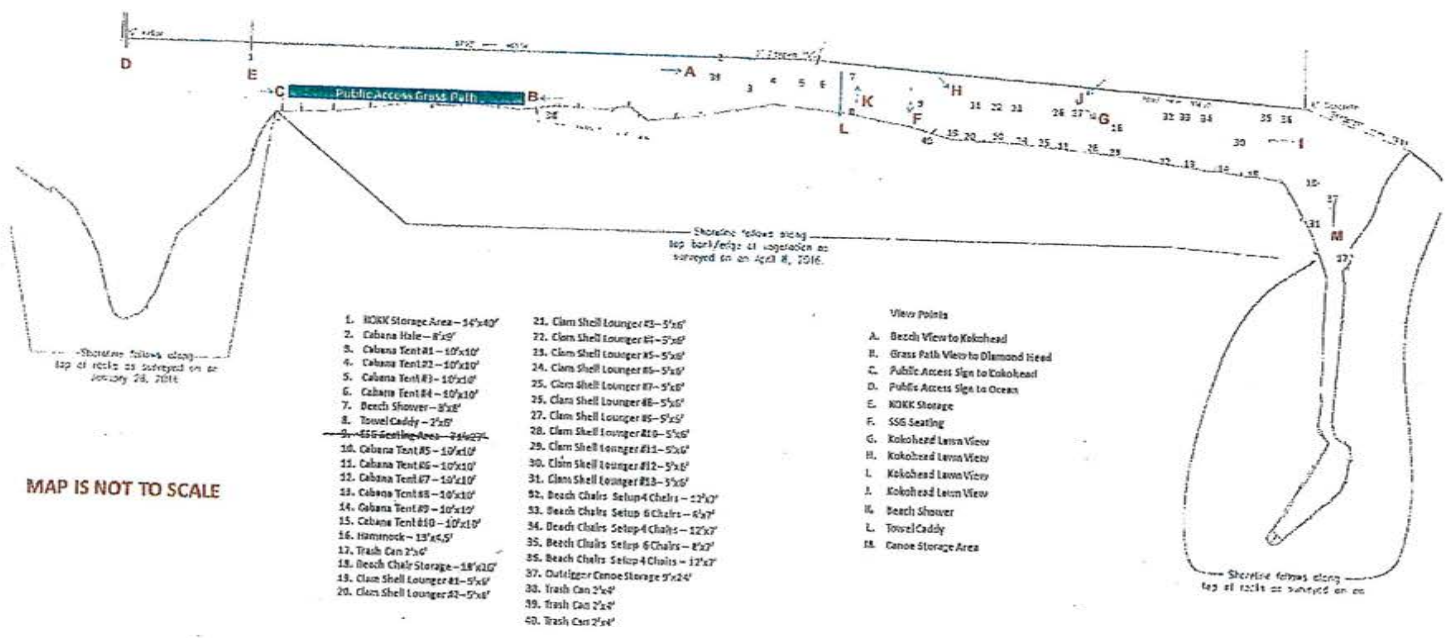 D
E
1
2
A
39
3
4
5
6
7
H
J
C
Public Access Grass Path
B
K
9
F
8
L
G
16
I
30
38
40
M
37
17
Shoreline follows along
top bank/edge of vegetation as
surveyed on on April 8, 2016.
Shoreline follows along
top of rocks as surveyed on on
January 28, 2016
Shoreline follows along
top of rocks as surveyed on on
MAP IS NOT TO SCALE
1. KOKK Storage Area – 14'x40'
2. Cabana Hale – 8'x9'
3. Cabana Tent #1 – 10'x10'
4. Cabana Tent #2 – 10'x10'
5. Cabana Tent #3 – 10'x10'
6. Cabana Tent #4 – 10'x10'
7. Beach Shower – 8'x8'
8. Towel Caddy – 2'x6'
9. SSG Seating Area
10. Cabana Tent #5 – 10'x10'
11. Cabana Tent #6 – 10'x10'
12. Cabana Tent #7 – 10'x10'
13. Cabana Tent #8 – 10'x10'
14. Cabana Tent #9 – 10'x10'
15. Cabana Tent #10 – 10'x10'
16. Hammock
17. Trash Can 2'x4'
18. Beach Chair Storage
19. Clam Shell Lounger #1 – 5'x6'
20. Clam Shell Lounger #2 – 5'x6'
21. Clam Shell Lounger #3 – 5'x6'
22. Clam Shell Lounger #4 – 5'x6'
23. Clam Shell Lounger #5 – 5'x6'
24. Clam Shell Lounger #6 – 5'x6'
25. Clam Shell Lounger #7 – 5'x6'
26. Clam Shell Lounger #8 – 5'x6'
27. Clam Shell Lounger
28. Clam Shell Lounger #10 – 5'x6'
29. Clam Shell Lounger #11 – 5'x6'
30. Clam Shell Lounger #12 – 5'x6'
31. Clam Shell Lounger #13 – 5'x6'
32. Beach Chairs Setup 4 Chairs – 12'x7'
33. Beach Chairs Setup 6 Chairs
34. Beach Chairs Setup 4 Chairs – 12'x7'
35. Beach Chairs Setup 6 Chairs
36. Beach Chairs Setup 4 Chairs – 12'x7'
37. Outrigger Canoe Storage 9'x24'
38. Trash Can 2'x4'
39. Trash Can 2'x4'
40. Trash Can 2'x4'
View Points
A. Beach View to Kokohead
B. Grass Path View to Diamond Head
C. Public Access Sign to Kokohead
D. Public Access Sign to Ocean
E. KOKK Storage
F. SSG Seating
G. Kokohead Lawn View
H. Kokohead Lawn View
I. Kokohead Lawn View
J. Kokohead Lawn View
K. Beach Shower
L. Towel Caddy
M. Canoe Storage Area